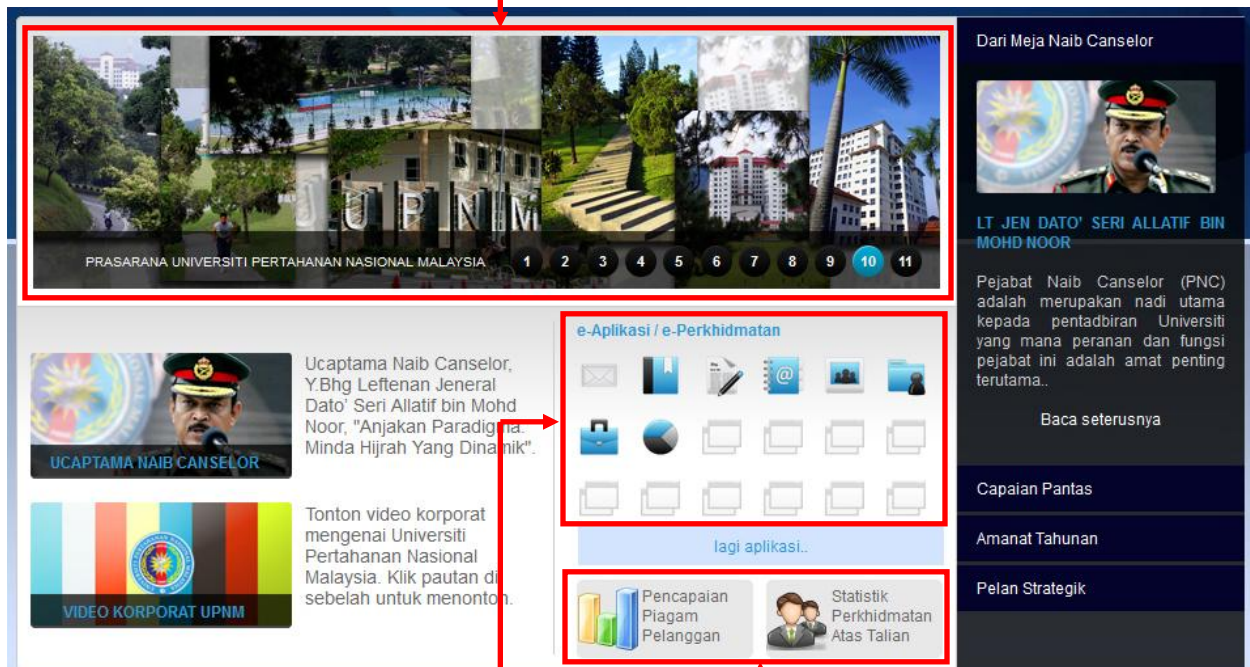 UPNM
PRASARANA UNIVERSITI PERTAHANAN NASIONAL MALAYSIA
1 2 3 4 5 6 7 8 9 10 11
Ucaptama Naib Canselor,
Y.Bhg Leftenan Jeneral
Dato' Seri Allatif bin Mohd
Noor, "Anjakan Paradigma:
Minda Hijrah Yang Dinamik".
UCAPTAMA NAIB CANSELOR
Tonton video korporat
mengenai Universiti
Pertahanan Nasional
Malaysia. Klik pautan di
sebelah untuk menonton.
VIDEO KORPORAT UPNM
e-Aplikasi / e-Perkhidmatan
lagi aplikasi..
Pencapaian
Piagam
Pelanggan
Statistik
Perkhidmatan
Atas Talian
Dari Meja Naib Canselor
LT JEN DATO' SERI ALLATIF BIN
MOHD NOOR
Pejabat Naib Canselor (PNC)
adalah merupakan nadi utama
kepada pentadbiran Universiti
yang mana peranan dan fungsi
pejabat ini adalah amat penting
terutama..
Baca seterusnya
Capaian Pantas
Amanat Tahunan
Pelan Strategik